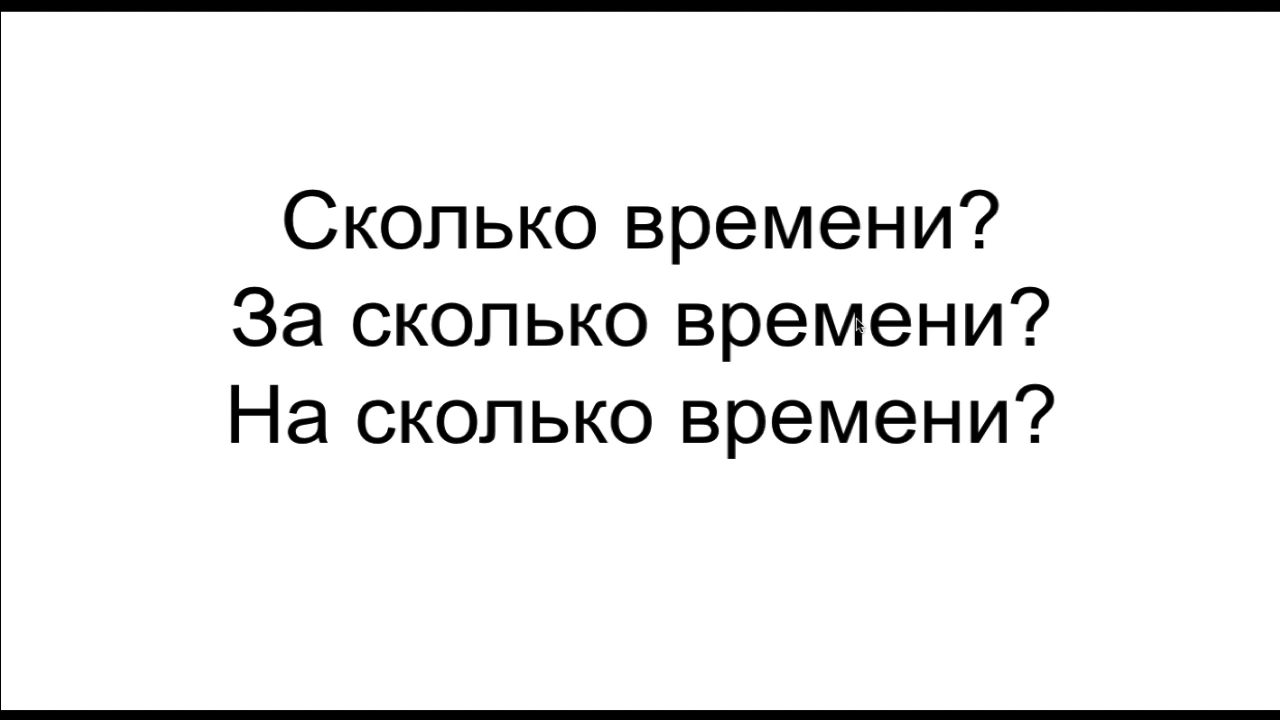 Сколько времени?
За сколько времени?
На сколько времени?